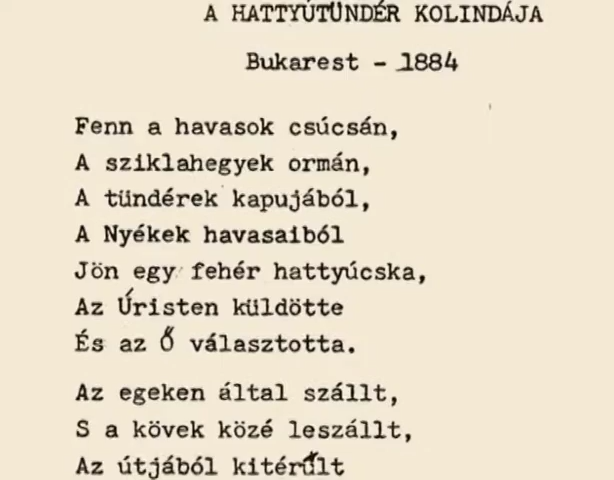 A HATTYÚTÜNDÉR KOLINDÁJA
Bukarest - 1884
Fenn a havasok csúcsán,
A sziklahegyek ormán,
A tündérek kapujából,
A Nyékek havasaiból
Jön egy fehér hattyúcska,
Az Úristen küldötte
És az Ő választotta.
Az egeken által szállt,
S a kövek közé leszállt,
Az útjából kitérűlt